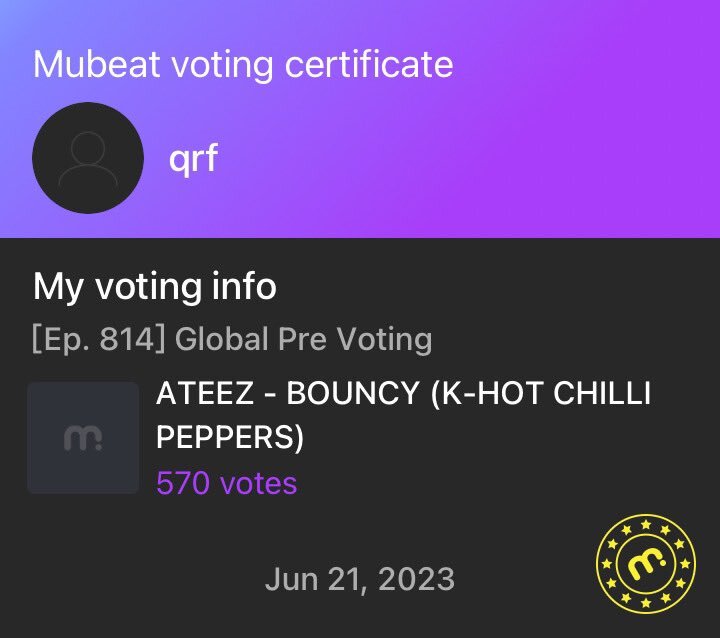 Mubeat voting certificate
qrf
My voting info
[Ep. 814] Global Pre Voting
ATEEZ - BOUNCY (K-HOT CHILLI
PEPPERS)
570 votes
Jun 21, 2023